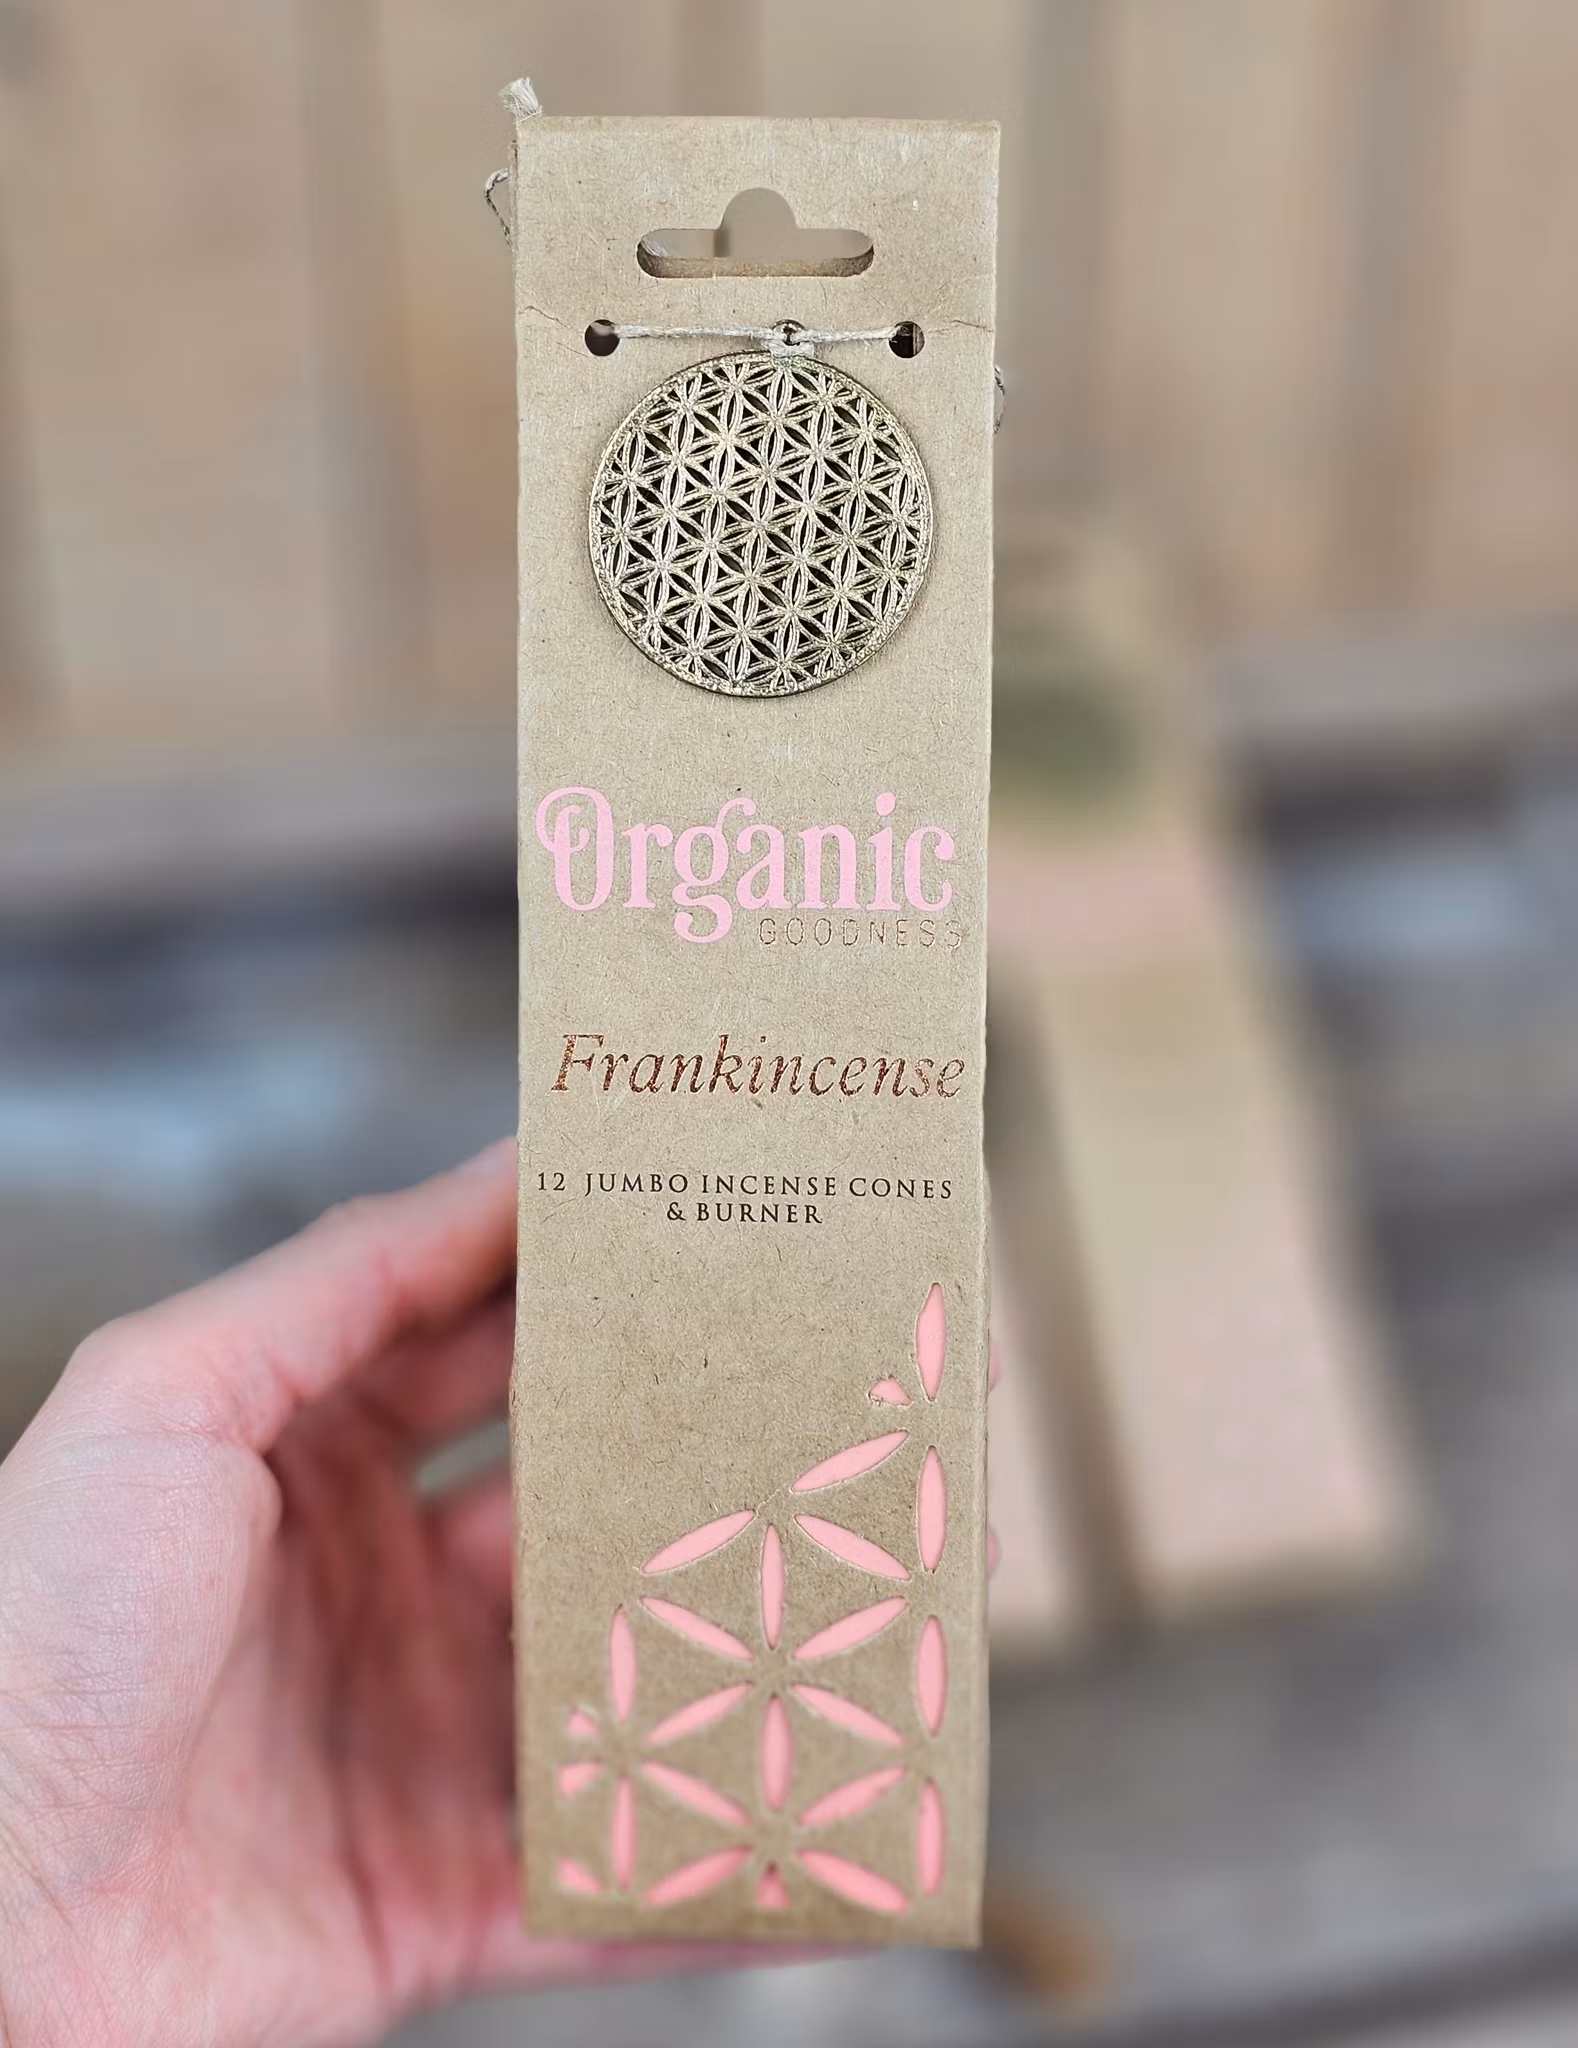 Organic
GOODNESS
Frankincense
12 JUMBO INCENSE CONES
& BURNER